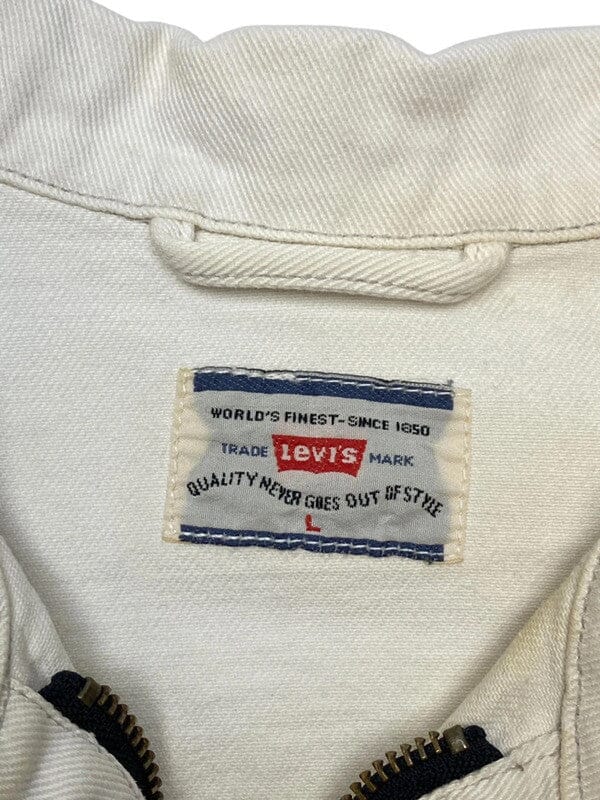 WORLD'S FINEST-SINCE 1850
TRADE LEVI'S MARK
QUALITY NEVER GOES OUT OF STYLE
L